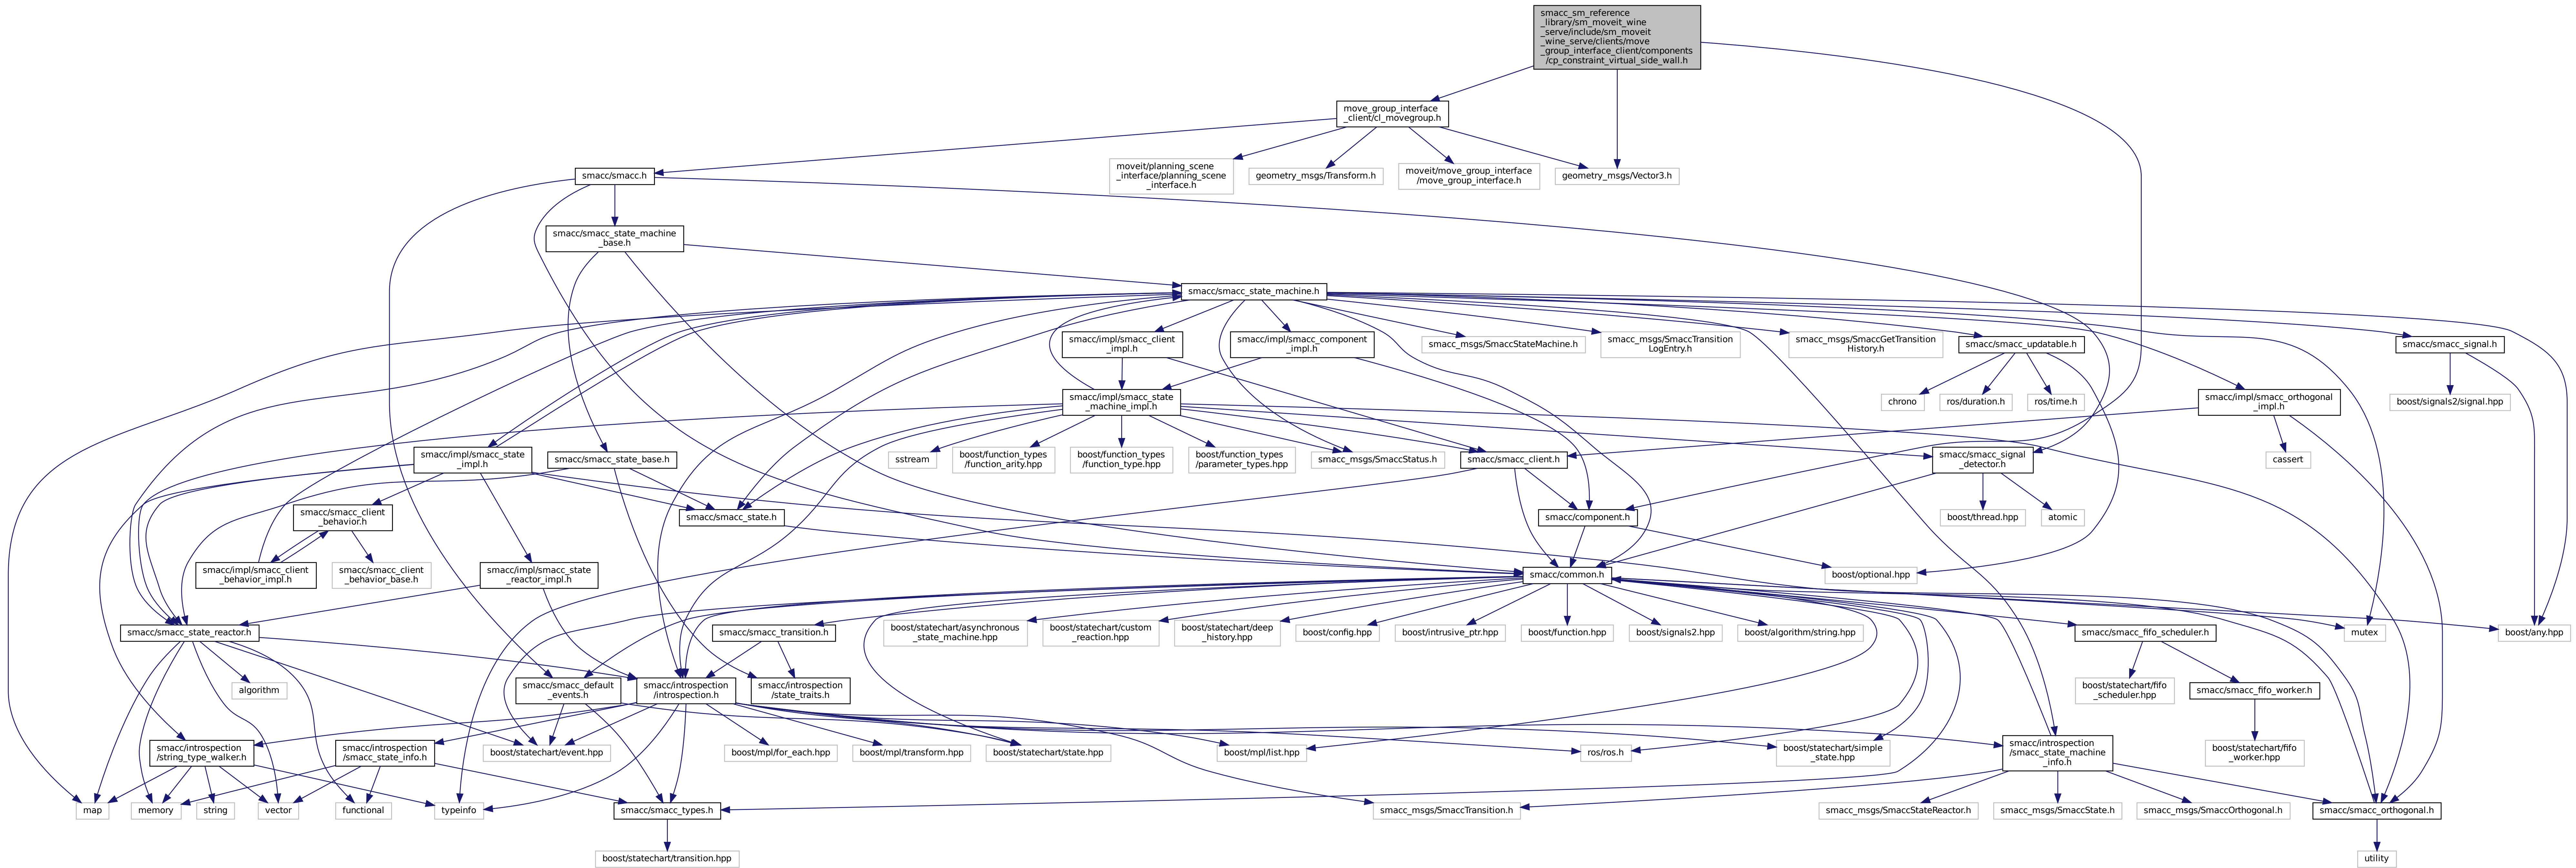 smacc_sm_reference
_library/sm_moveit_wine
_serve/include/sm_moveit
_wine_serve/clients/move
_group_interface_client/components
/cp_constraint_virtual_side_wall.h
move_group_interface
_client/cl_movegroup.h
smacc/smacc.h
moveit/planning_scene
_interface/planning_scene
_interface.h
geometry_msgs/Transform.h
moveit/move_group_interface
/move_group_interface.h
geometry_msgs/Vector3.h
smacc/smacc_state_machine
_base.h
smacc/smacc_state_machine.h
smacc/impl/smacc_client
_impl.h
smacc/impl/smacc_component
_impl.h
smacc_msgs/SmaccStateMachine.h
smacc_msgs/SmaccTransition
LogEntry.h
smacc_msgs/SmaccGetTransition
History.h
smacc/smacc_updatable.h
smacc/smacc_signal.h
smacc/impl/smacc_state
_machine_impl.h
chrono
ros/duration.h
ros/time.h
smacc/impl/smacc_orthogonal
_impl.h
boost/signals2/signal.hpp
smacc/impl/smacc_state
_impl.h
smacc/smacc_state_base.h
sstream
boost/function_types
/function_arity.hpp
boost/function_types
/function_type.hpp
boost/function_types
/parameter_types.hpp
smacc_msgs/SmaccStatus.h
smacc/smacc_client.h
smacc/smacc_signal
_detector.h
cassert
smacc/smacc_client
_behavior.h
smacc/smacc_state.h
smacc/component.h
boost/thread.hpp
atomic
smacc/impl/smacc_client
_behavior_impl.h
smacc/smacc_client
_behavior_base.h
smacc/impl/smacc_state
_reactor_impl.h
smacc/common.h
boost/optional.hpp
smacc/smacc_state_reactor.h
smacc/smacc_transition.h
boost/statechart/asynchronous
_state_machine.hpp
boost/statechart/custom
_reaction.hpp
boost/statechart/deep
_history.hpp
boost/config.hpp
boost/intrusive_ptr.hpp
boost/function.hpp
boost/signals2.hpp
boost/algorithm/string.hpp
smacc/smacc_fifo_scheduler.h
mutex
boost/any.hpp
algorithm
smacc/smacc_default
_events.h
smacc/introspection
/introspection.h
smacc/introspection
/state_traits.h
boost/statechart/fifo
_scheduler.hpp
smacc/smacc_fifo_worker.h
smacc/introspection
/string_type_walker.h
smacc/introspection
/smacc_state_info.h
boost/statechart/event.hpp
boost/mpl/for_each.hpp
boost/mpl/transform.hpp
boost/statechart/state.hpp
boost/mpl/list.hpp
ros/ros.h
boost/statechart/simple
_state.hpp
smacc/introspection
/smacc_state_machine
_info.h
boost/statechart/fifo
_worker.hpp
map
memory
string
vector
functional
typeinfo
smacc/smacc_types.h
smacc_msgs/SmaccTransition.h
smacc_msgs/SmaccStateReactor.h
smacc_msgs/SmaccState.h
smacc_msgs/SmaccOrthogonal.h
smacc/smacc_orthogonal.h
boost/statechart/transition.hpp
utility